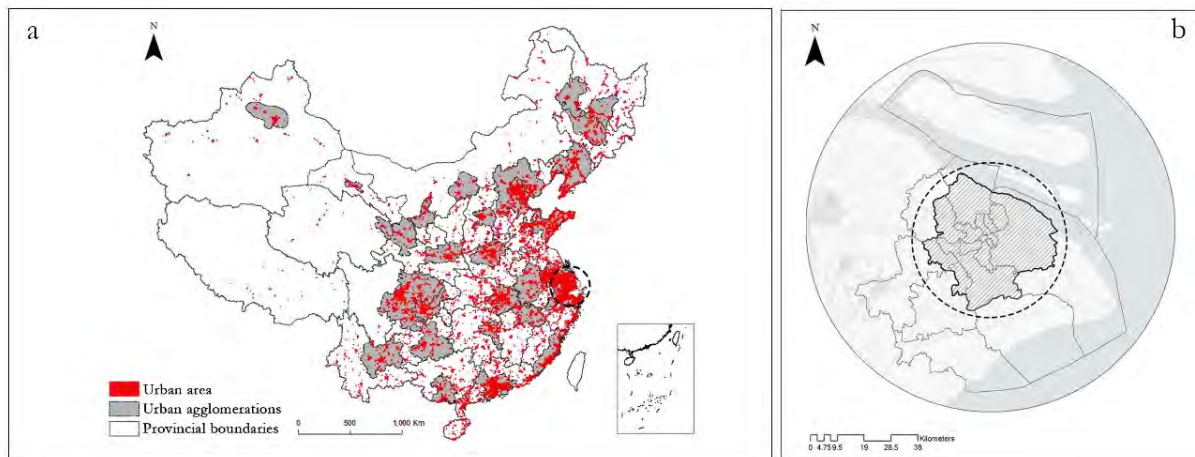 a
N
Urban area
Urban agglomerations
Provincial boundaries
0 500 1,000 Km
b
N
Kilometers
0 4.75 9.5 19 28.5 38